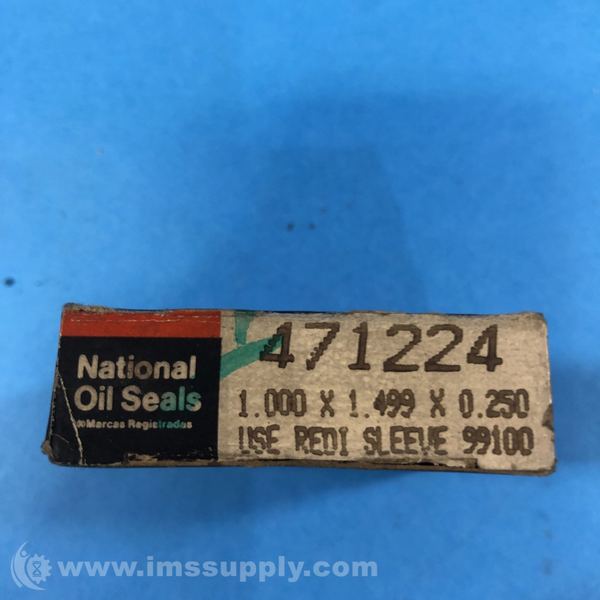 National
Oil Seals
®Marcas Registradas
471224
1.000 X 1.499 X 0.250
USE REDI SLEEVE 99100
www.imssupply.com